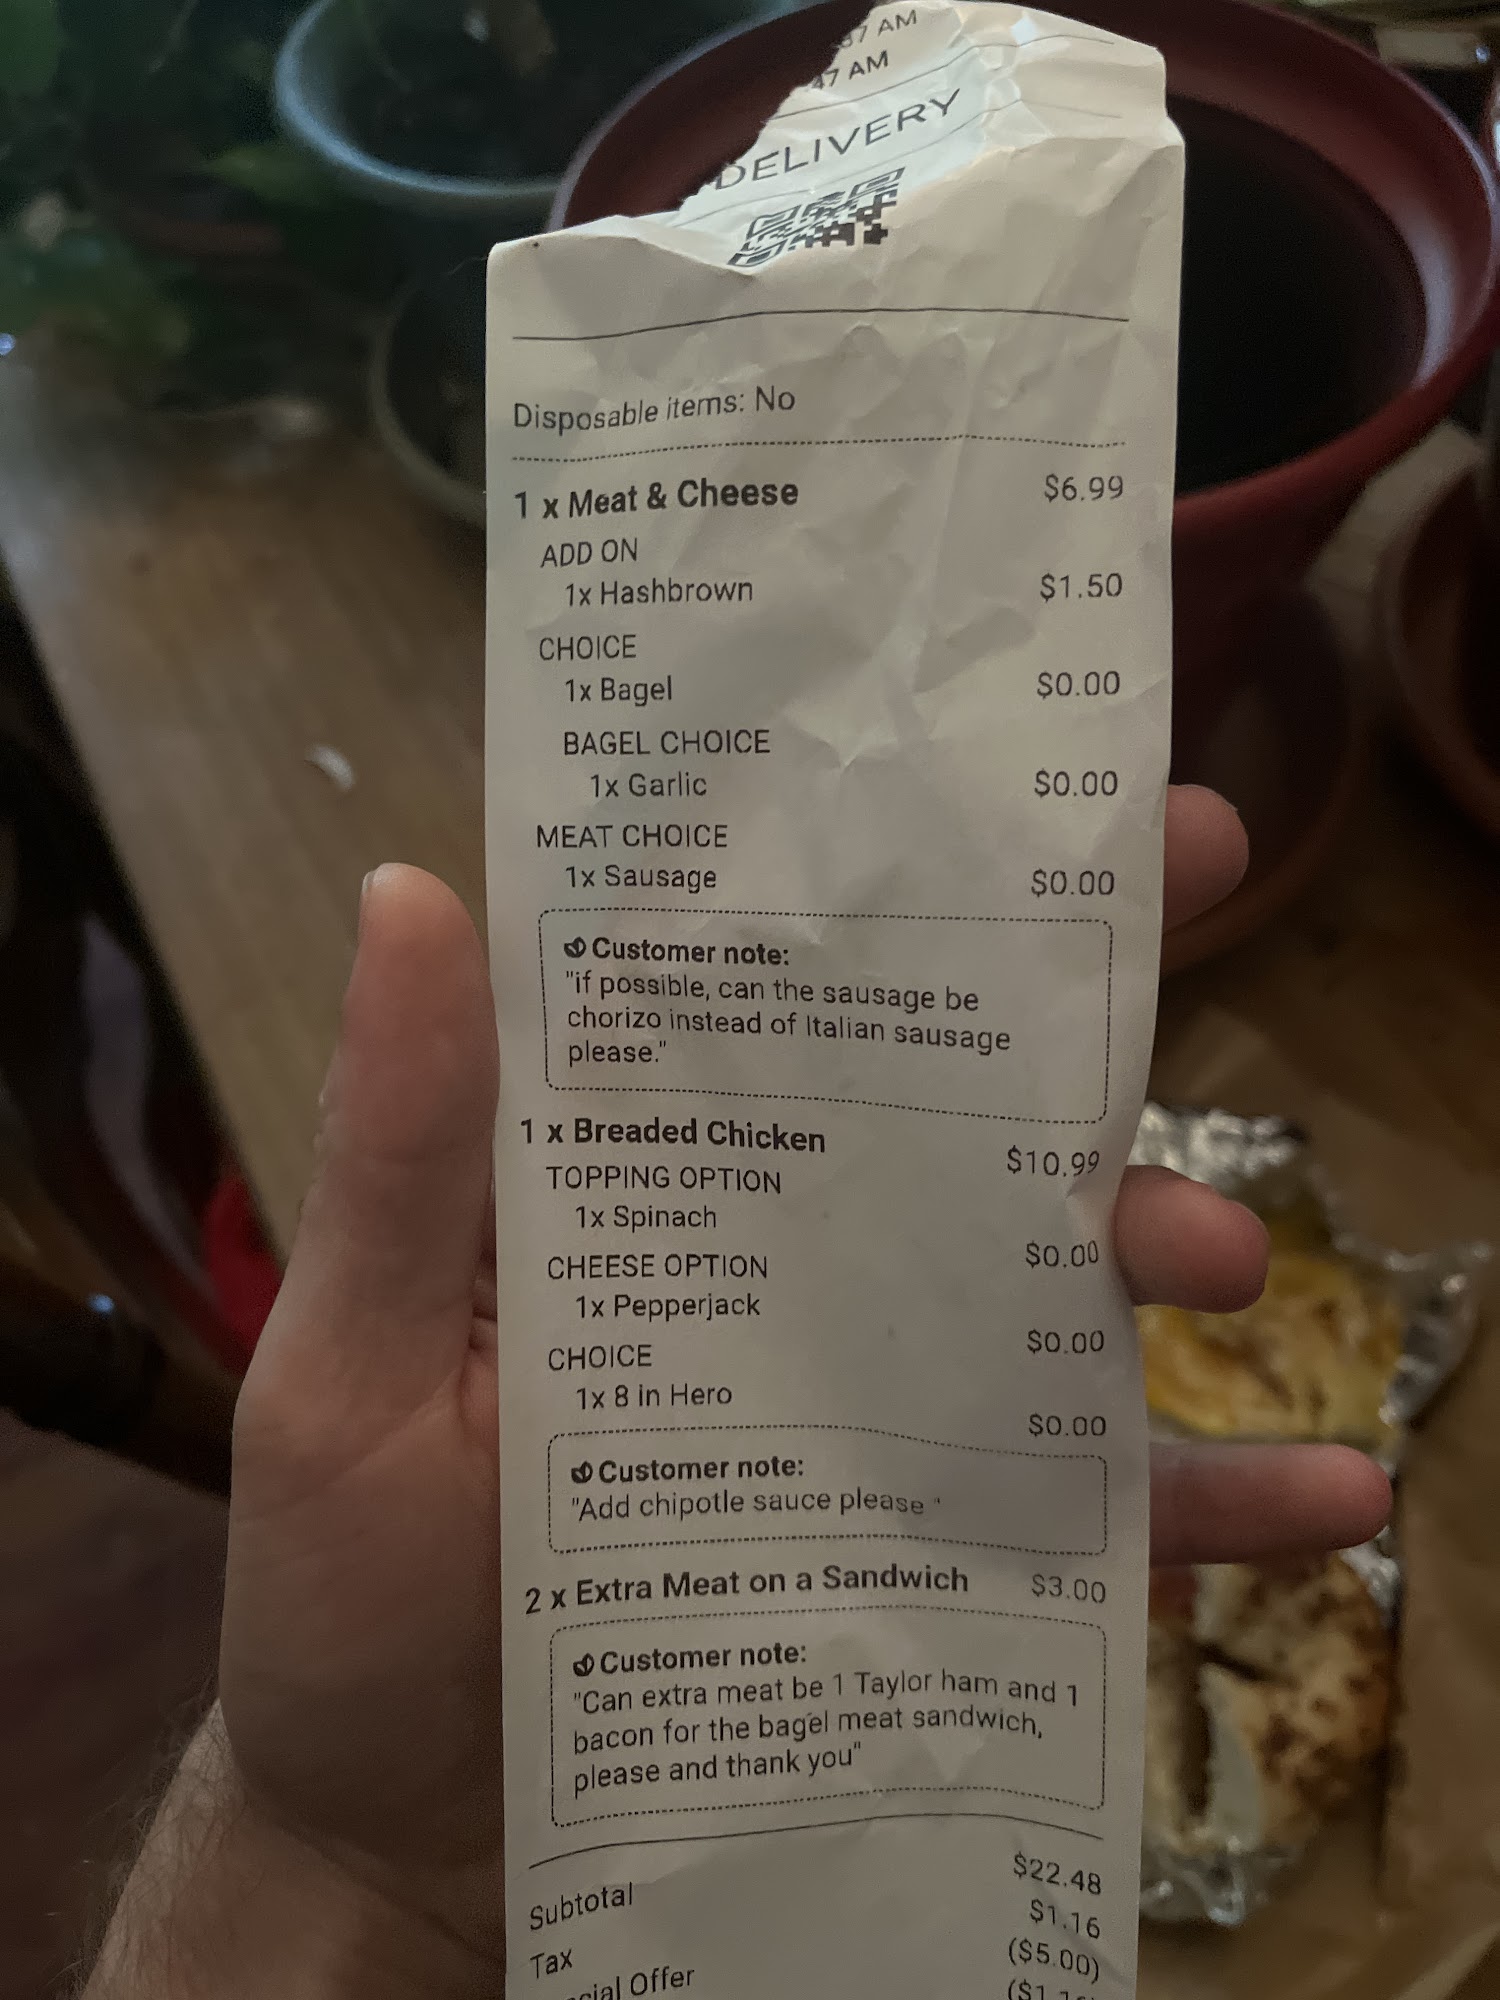 37 AM
47 AM
DELIVERY
Disposable items: No
1 x Meat & Cheese $6.99
ADD ON
1x Hashbrown $1.50
CHOICE
1x Bagel $0.00
BAGEL CHOICE
1x Garlic $0.00
MEAT CHOICE
1x Sausage $0.00
Customer note:
"if possible, can the sausage be
chorizo instead of Italian sausage
please."
1 x Breaded Chicken $10.99
TOPPING OPTION
1x Spinach $0.00
CHEESE OPTION
1x Pepperjack $0.00
CHOICE
1x 8 in Hero $0.00
Customer note:
"Add chipotle sauce please "
2 x Extra Meat on a Sandwich $3.00
Customer note:
"Can extra meat be 1 Taylor ham and 1
bacon for the bagel meat sandwich,
please and thank you"
Subtotal $22.48
Tax $1.16
Offer ($5.00)